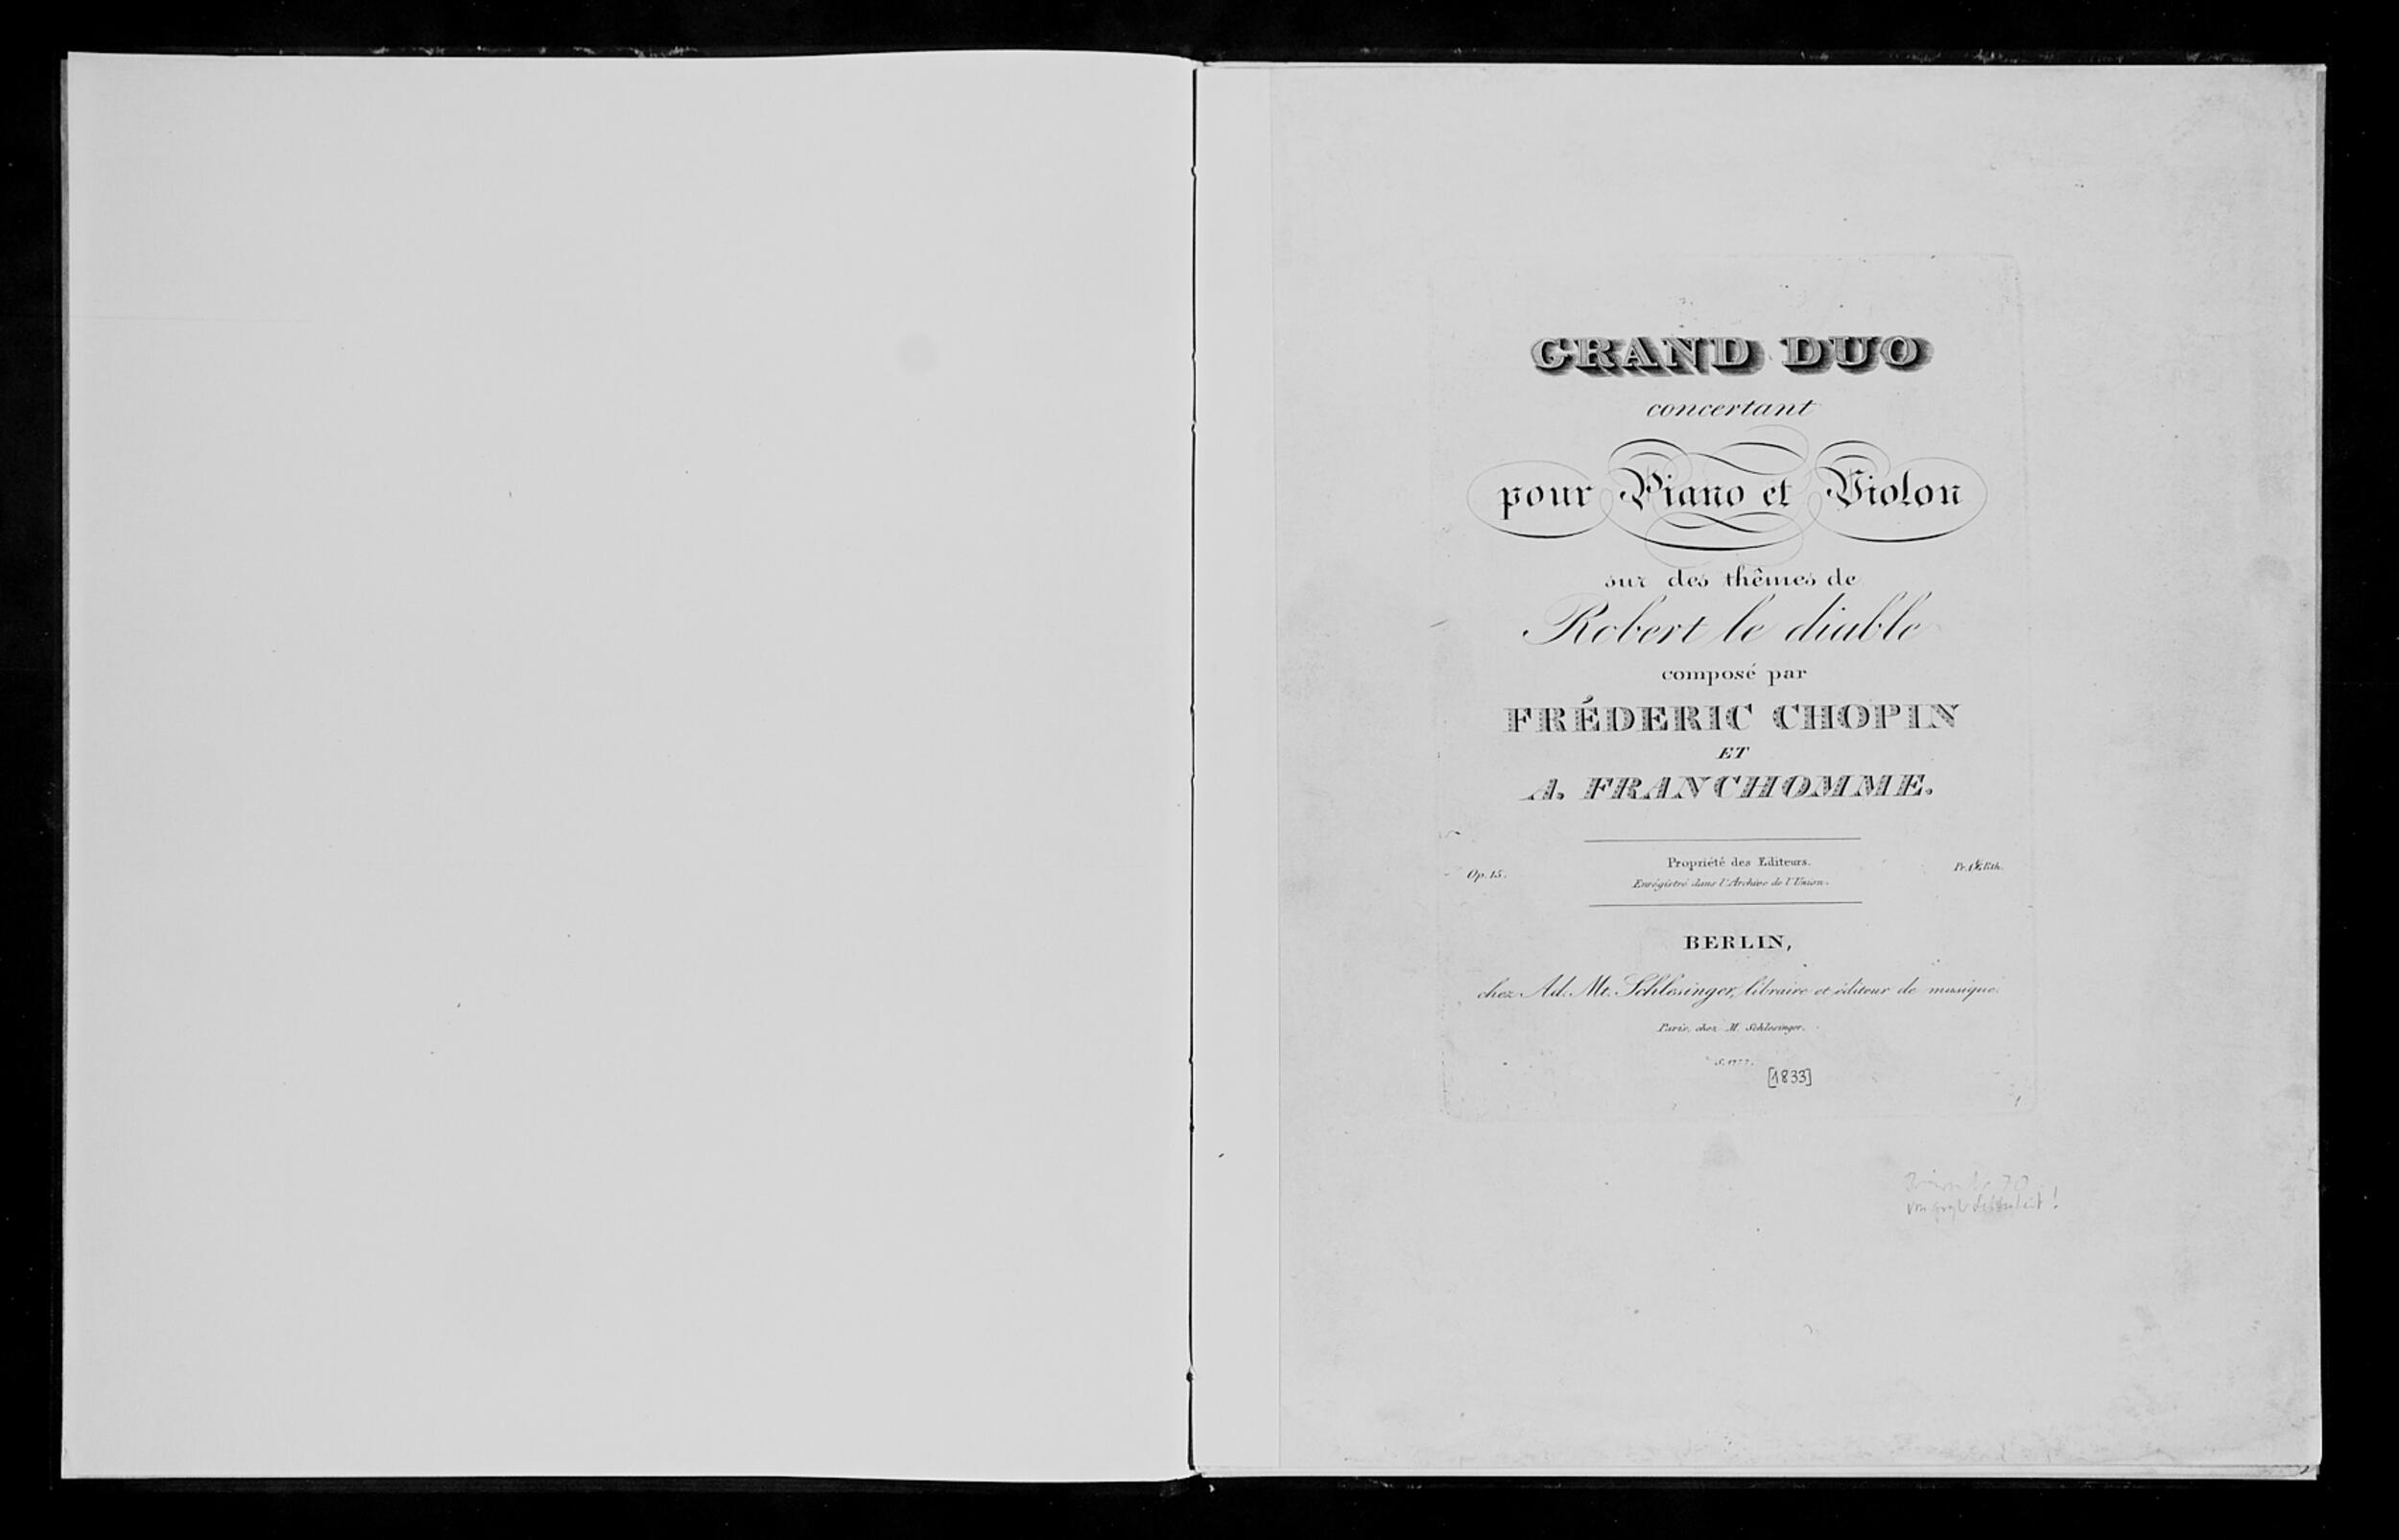 GRAND DUO
concertant
pour Piano et Violon
sur des thêmes de
Robert le diable
composé par
FRÉDERIC CHOPIN
ET
A. FRANCHOMME.
Propriété des Editeurs.
Op. 15.
Enrégistré dans l'Archive de l'Union.
BERLIN,
chez Ad. Mt. Schlesinger, libraire et éditeur de musique.
Paris, chez M. Schlesinger.
S. 1777.
[1833]